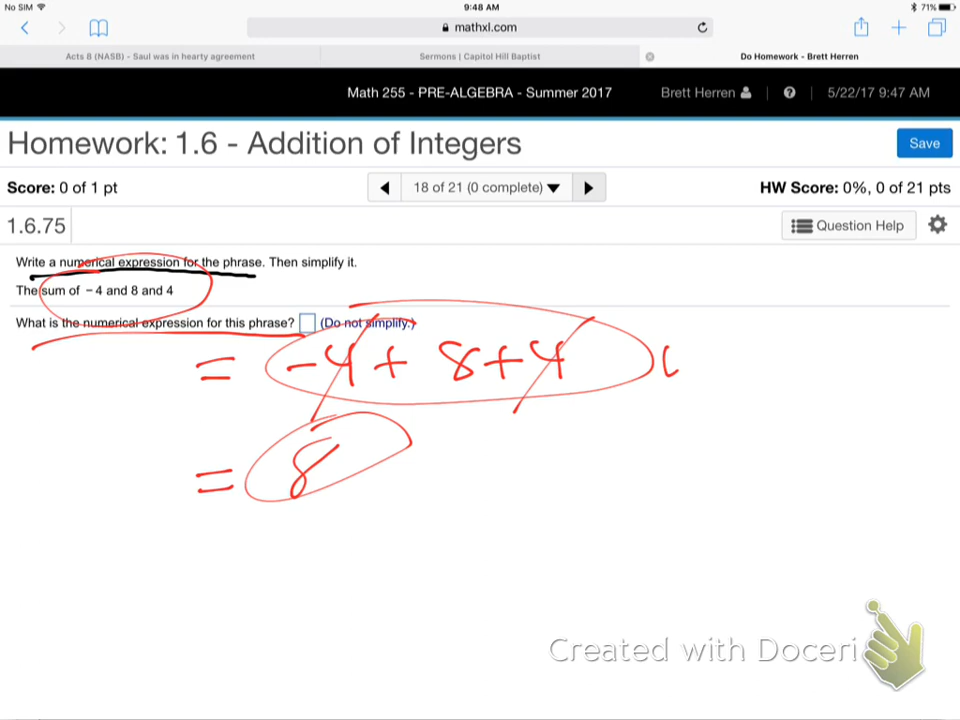 No SIM 9:48 AM 71%
mathxl.com
Acts 8 (NASB) - Saul was in hearty agreement Sermons | Capitol Hill Baptist Do Homework - Brett Herren
Math 255 - PRE-ALGEBRA - Summer 2017 Brett Herren | ? | 5/22/17 9:47 AM
Homework: 1.6 - Addition of Integers Save
Score: 0 of 1 pt 18 of 21 (0 complete) HW Score: 0%, 0 of 21 pts
1.6.75 Question Help
Write a numerical expression for the phrase. Then simplify it.
The sum of −4 and 8 and 4
What is the numerical expression for this phrase? (Do not simplify.)
= -4 + 8 + 4
= 8
Created with Doceri